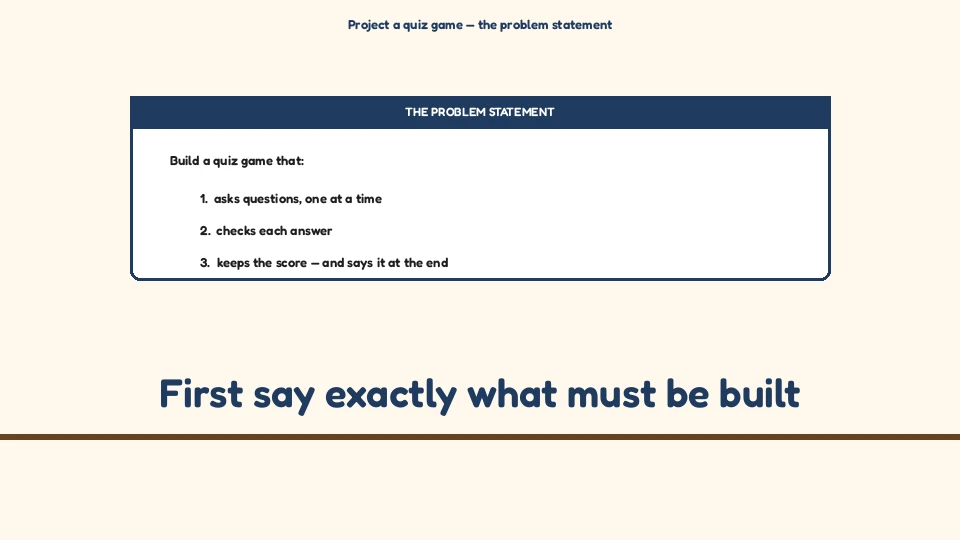 Project a quiz game — the problem statement
THE PROBLEM STATEMENT
Build a quiz game that:
1. asks questions, one at a time
2. checks each answer
3. keeps the score — and says it at the end
First say exactly what must be built